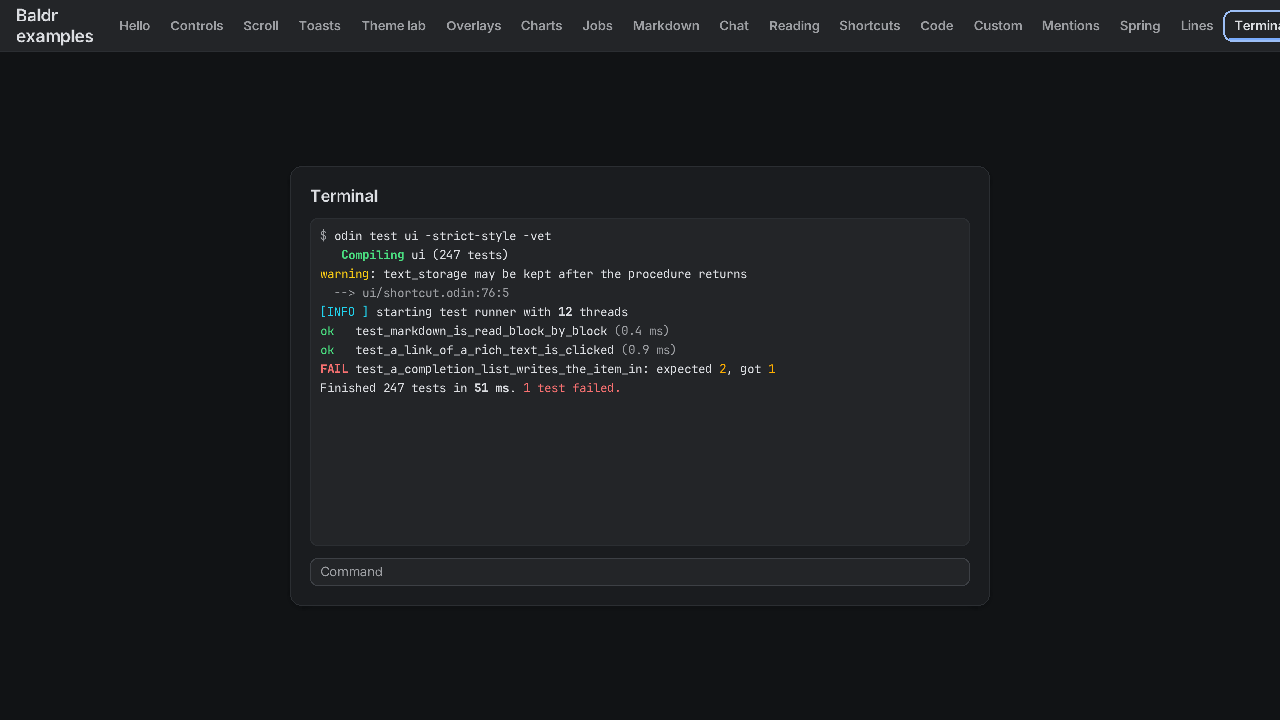 Baldr examples
Hello Controls Scroll Toasts Theme lab Overlays Charts Jobs Markdown Chat Reading Shortcuts Code Custom Mentions Spring Lines Termina
Terminal
$ odin test ui -strict-style -vet
   Compiling ui (247 tests)
warning: text_storage may be kept after the procedure returns
  --> ui/shortcut.odin:76:5
[INFO ] starting test runner with 12 threads
ok   test_markdown_is_read_block_by_block (0.4 ms)
ok   test_a_link_of_a_rich_text_is_clicked (0.9 ms)
FAIL test_a_completion_list_writes_the_item_in: expected 2, got 1
Finished 247 tests in 51 ms. 1 test failed.
Command